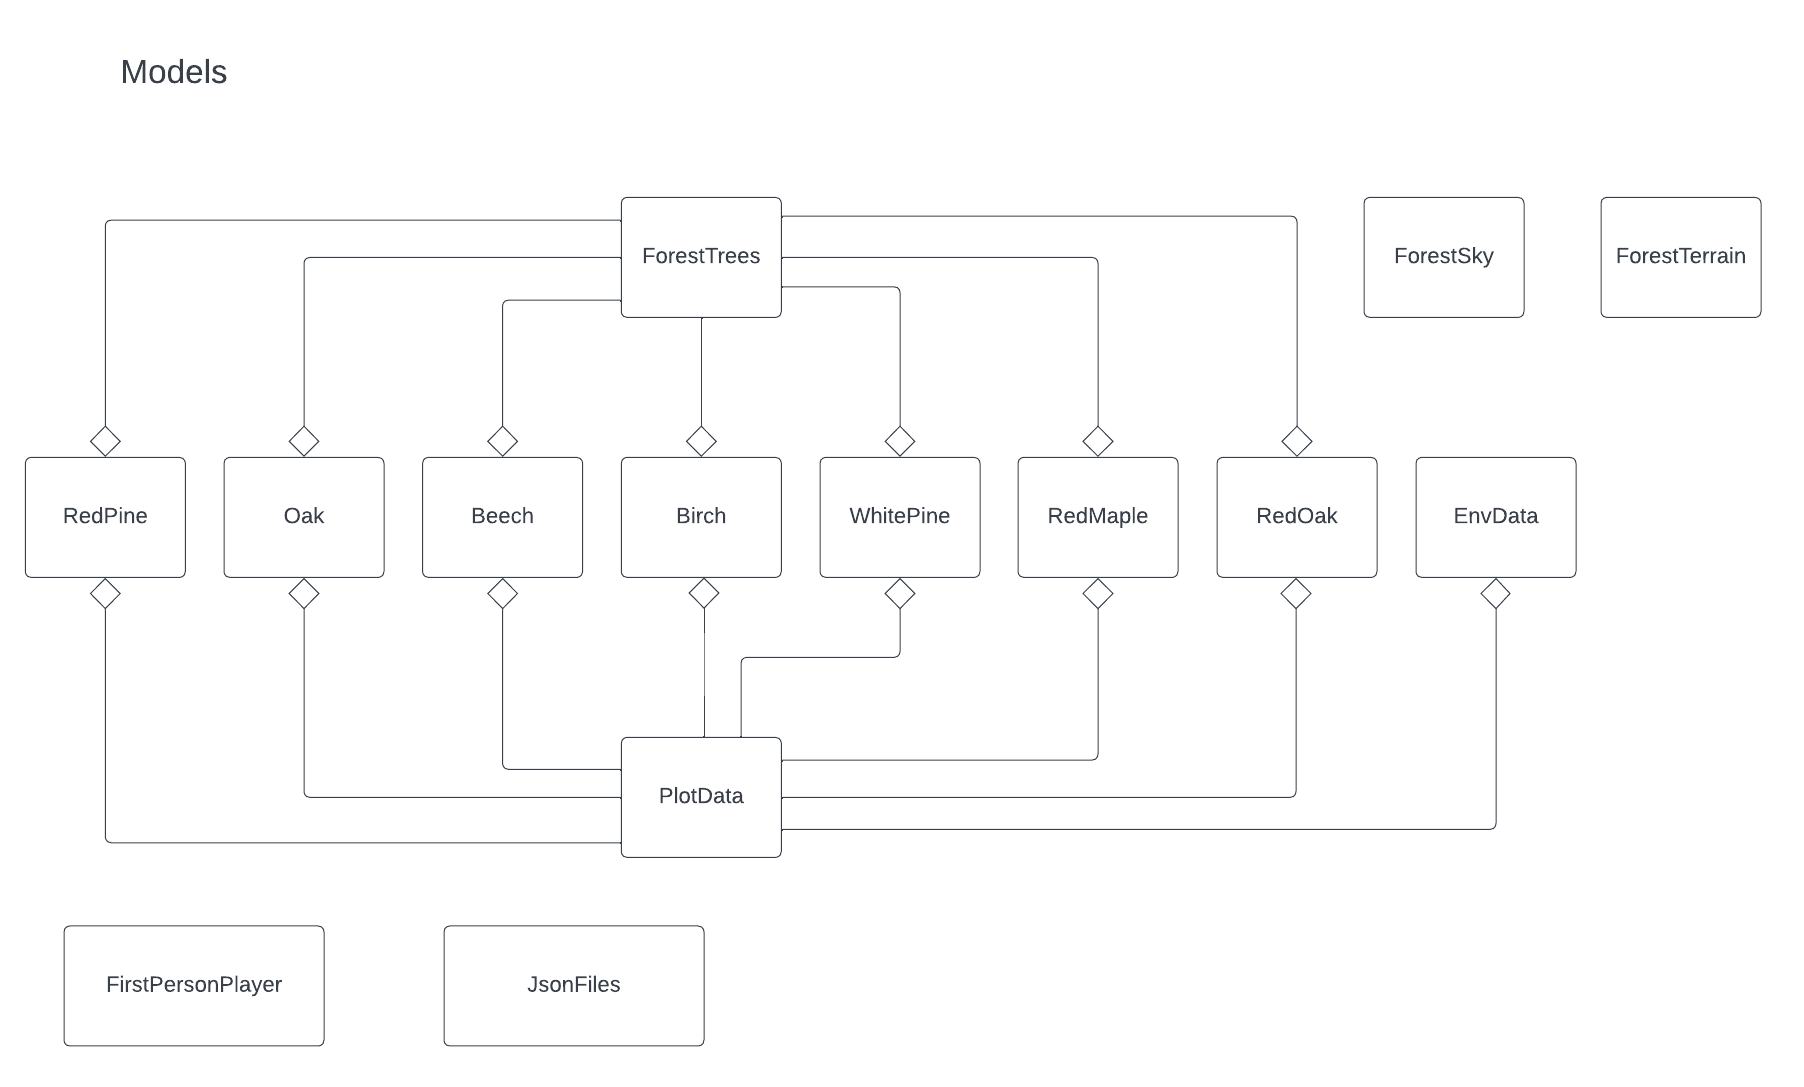 Models
ForestTrees
ForestSky
ForestTerrain
RedPine
Oak
Beech
Birch
WhitePine
RedMaple
RedOak
EnvData
PlotData
FirstPersonPlayer
JsonFiles